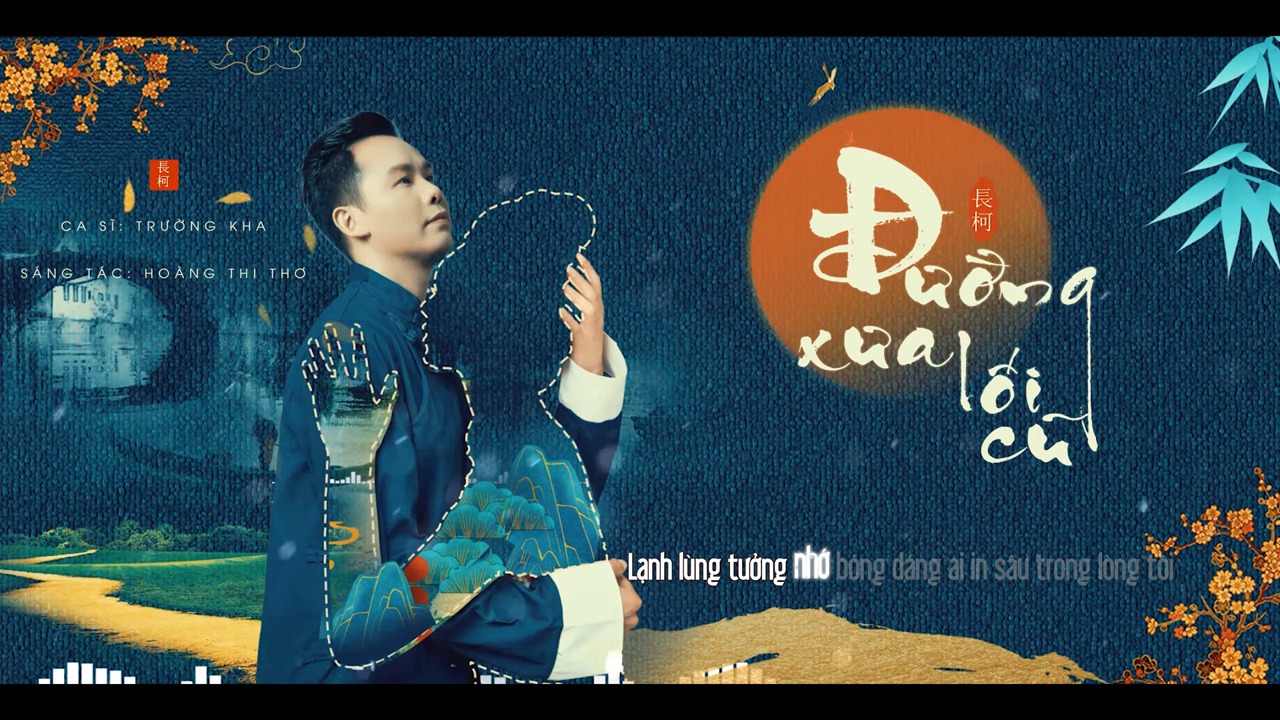 長
柯
CA SĨ: TRƯỜNG KHA
SÁNG TÁC: HOÀNG THI THƠ
Đường
xưa
lối
cũ
長
柯
Lạnh lùng tưởng nhớ bóng dáng ai in sâu trong lòng tôi